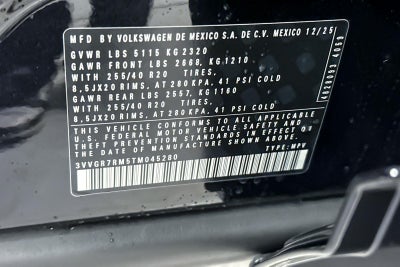 MFD BY VOLKSWAGEN DE MEXICO S.A. DE C.V. MEXICO 12/25
GVWR LBS 5115 KG 2320
GAWR FRONT LBS 2668, KG 1210
WITH 255/40 R20 TIRES,
8,5JX20 RIMS, AT 280 KPA, 41 PSI COLD
GAWR REAR LBS 2557, KG 1160
WITH 255/40 R20 TIRES,
8,5JX20 RIMS, AT 280 KPA, 41 PSI COLD
THIS VEHICLE CONFORMS TO ALL APPLICABLE
U.S. FEDERAL MOTOR VEHICLE SAFETY AND
THEFT PREVENTION STANDARDS IN EFFECT ON
THE DATE OF MANUFACTURE SHOWN ABOVE.
3VVGR7RM5TM045280 TYPE: MPV